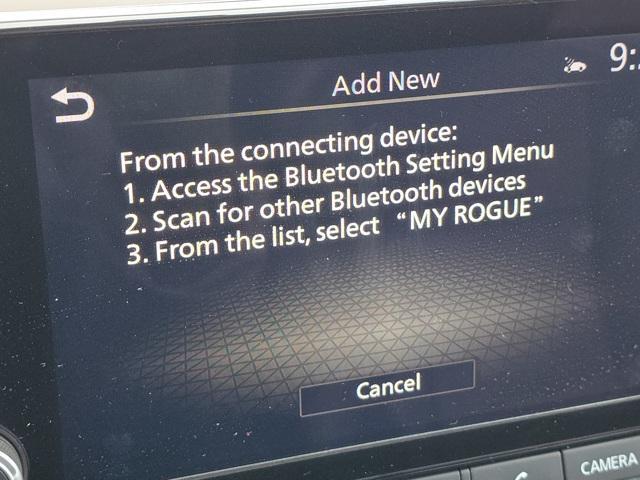 Add New
From the connecting device:
1. Access the Bluetooth Setting Menu
2. Scan for other Bluetooth devices
3. From the list, select “MY ROGUE”
Cancel
CAMERA